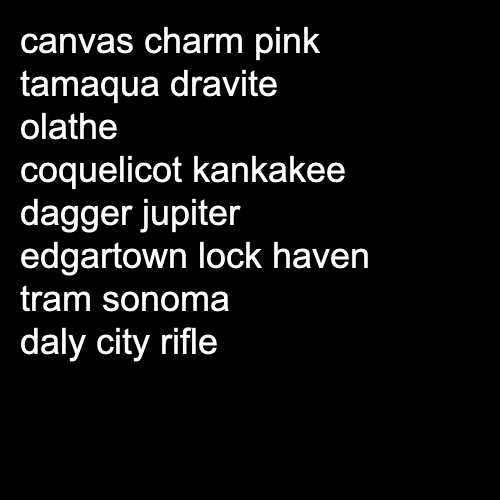 canvas charm pink
tamaqua dravite
olathe
coquelicot kankakee
dagger jupiter
edgartown lock haven
tram sonoma
daly city rifle